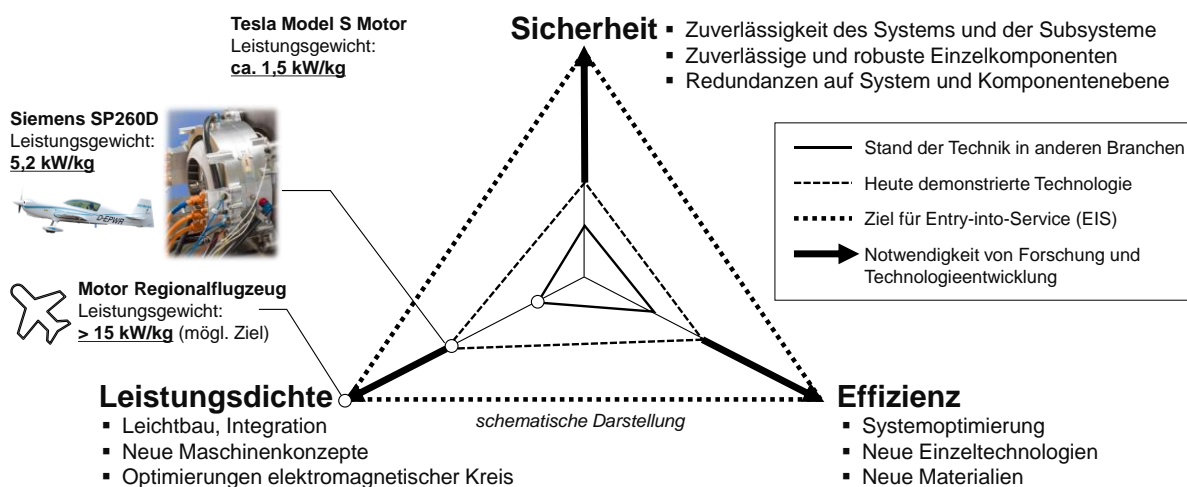 Tesla Model S Motor
Leistungsgewicht:
ca. 1,5 kW/kg
Siemens SP260D
Leistungsgewicht:
5,2 kW/kg
D-EPWR
Motor Regionalflugzeug
Leistungsgewicht:
> 15 kW/kg (mögl. Ziel)
Sicherheit
▪ Zuverlässigkeit des Systems und der Subsysteme
▪ Zuverlässige und robuste Einzelkomponenten
▪ Redundanzen auf System und Komponentenebene
Stand der Technik in anderen Branchen
Heute demonstrierte Technologie
Ziel für Entry-into-Service (EIS)
Notwendigkeit von Forschung und
Technologieentwicklung
Leistungsdichte
▪ Leichtbau, Integration
▪ Neue Maschinenkonzepte
▪ Optimierungen elektromagnetischer Kreis
schematische Darstellung
Effizienz
▪ Systemoptimierung
▪ Neue Einzeltechnologien
▪ Neue Materialien